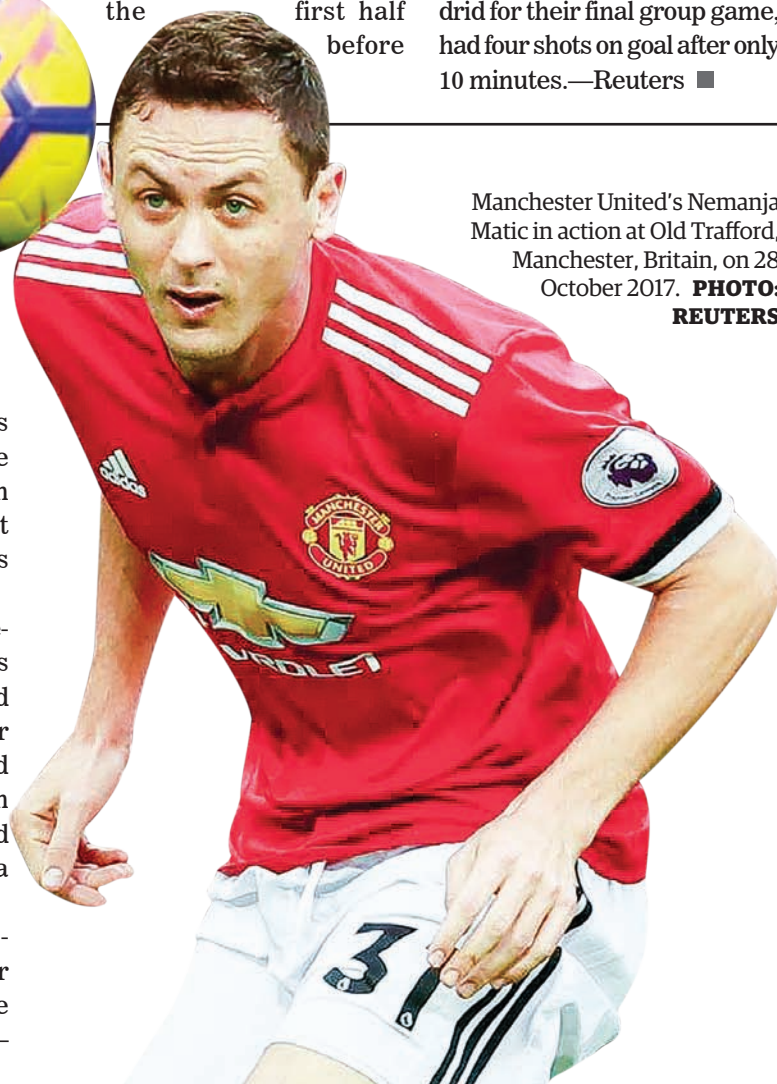 the first half
before
drid for their final group game,
had four shots on goal after only
10 minutes.—Reuters ■
Manchester United's Nemanja
Matic in action at Old Trafford,
Manchester, Britain, on 28
October 2017. PHOTO:
REUTERS
s
e
n
t
s
-
s
d
r
d
n
d
a
-
r
e
–
adidas
MANCHESTER
UNITED
VROLET
31